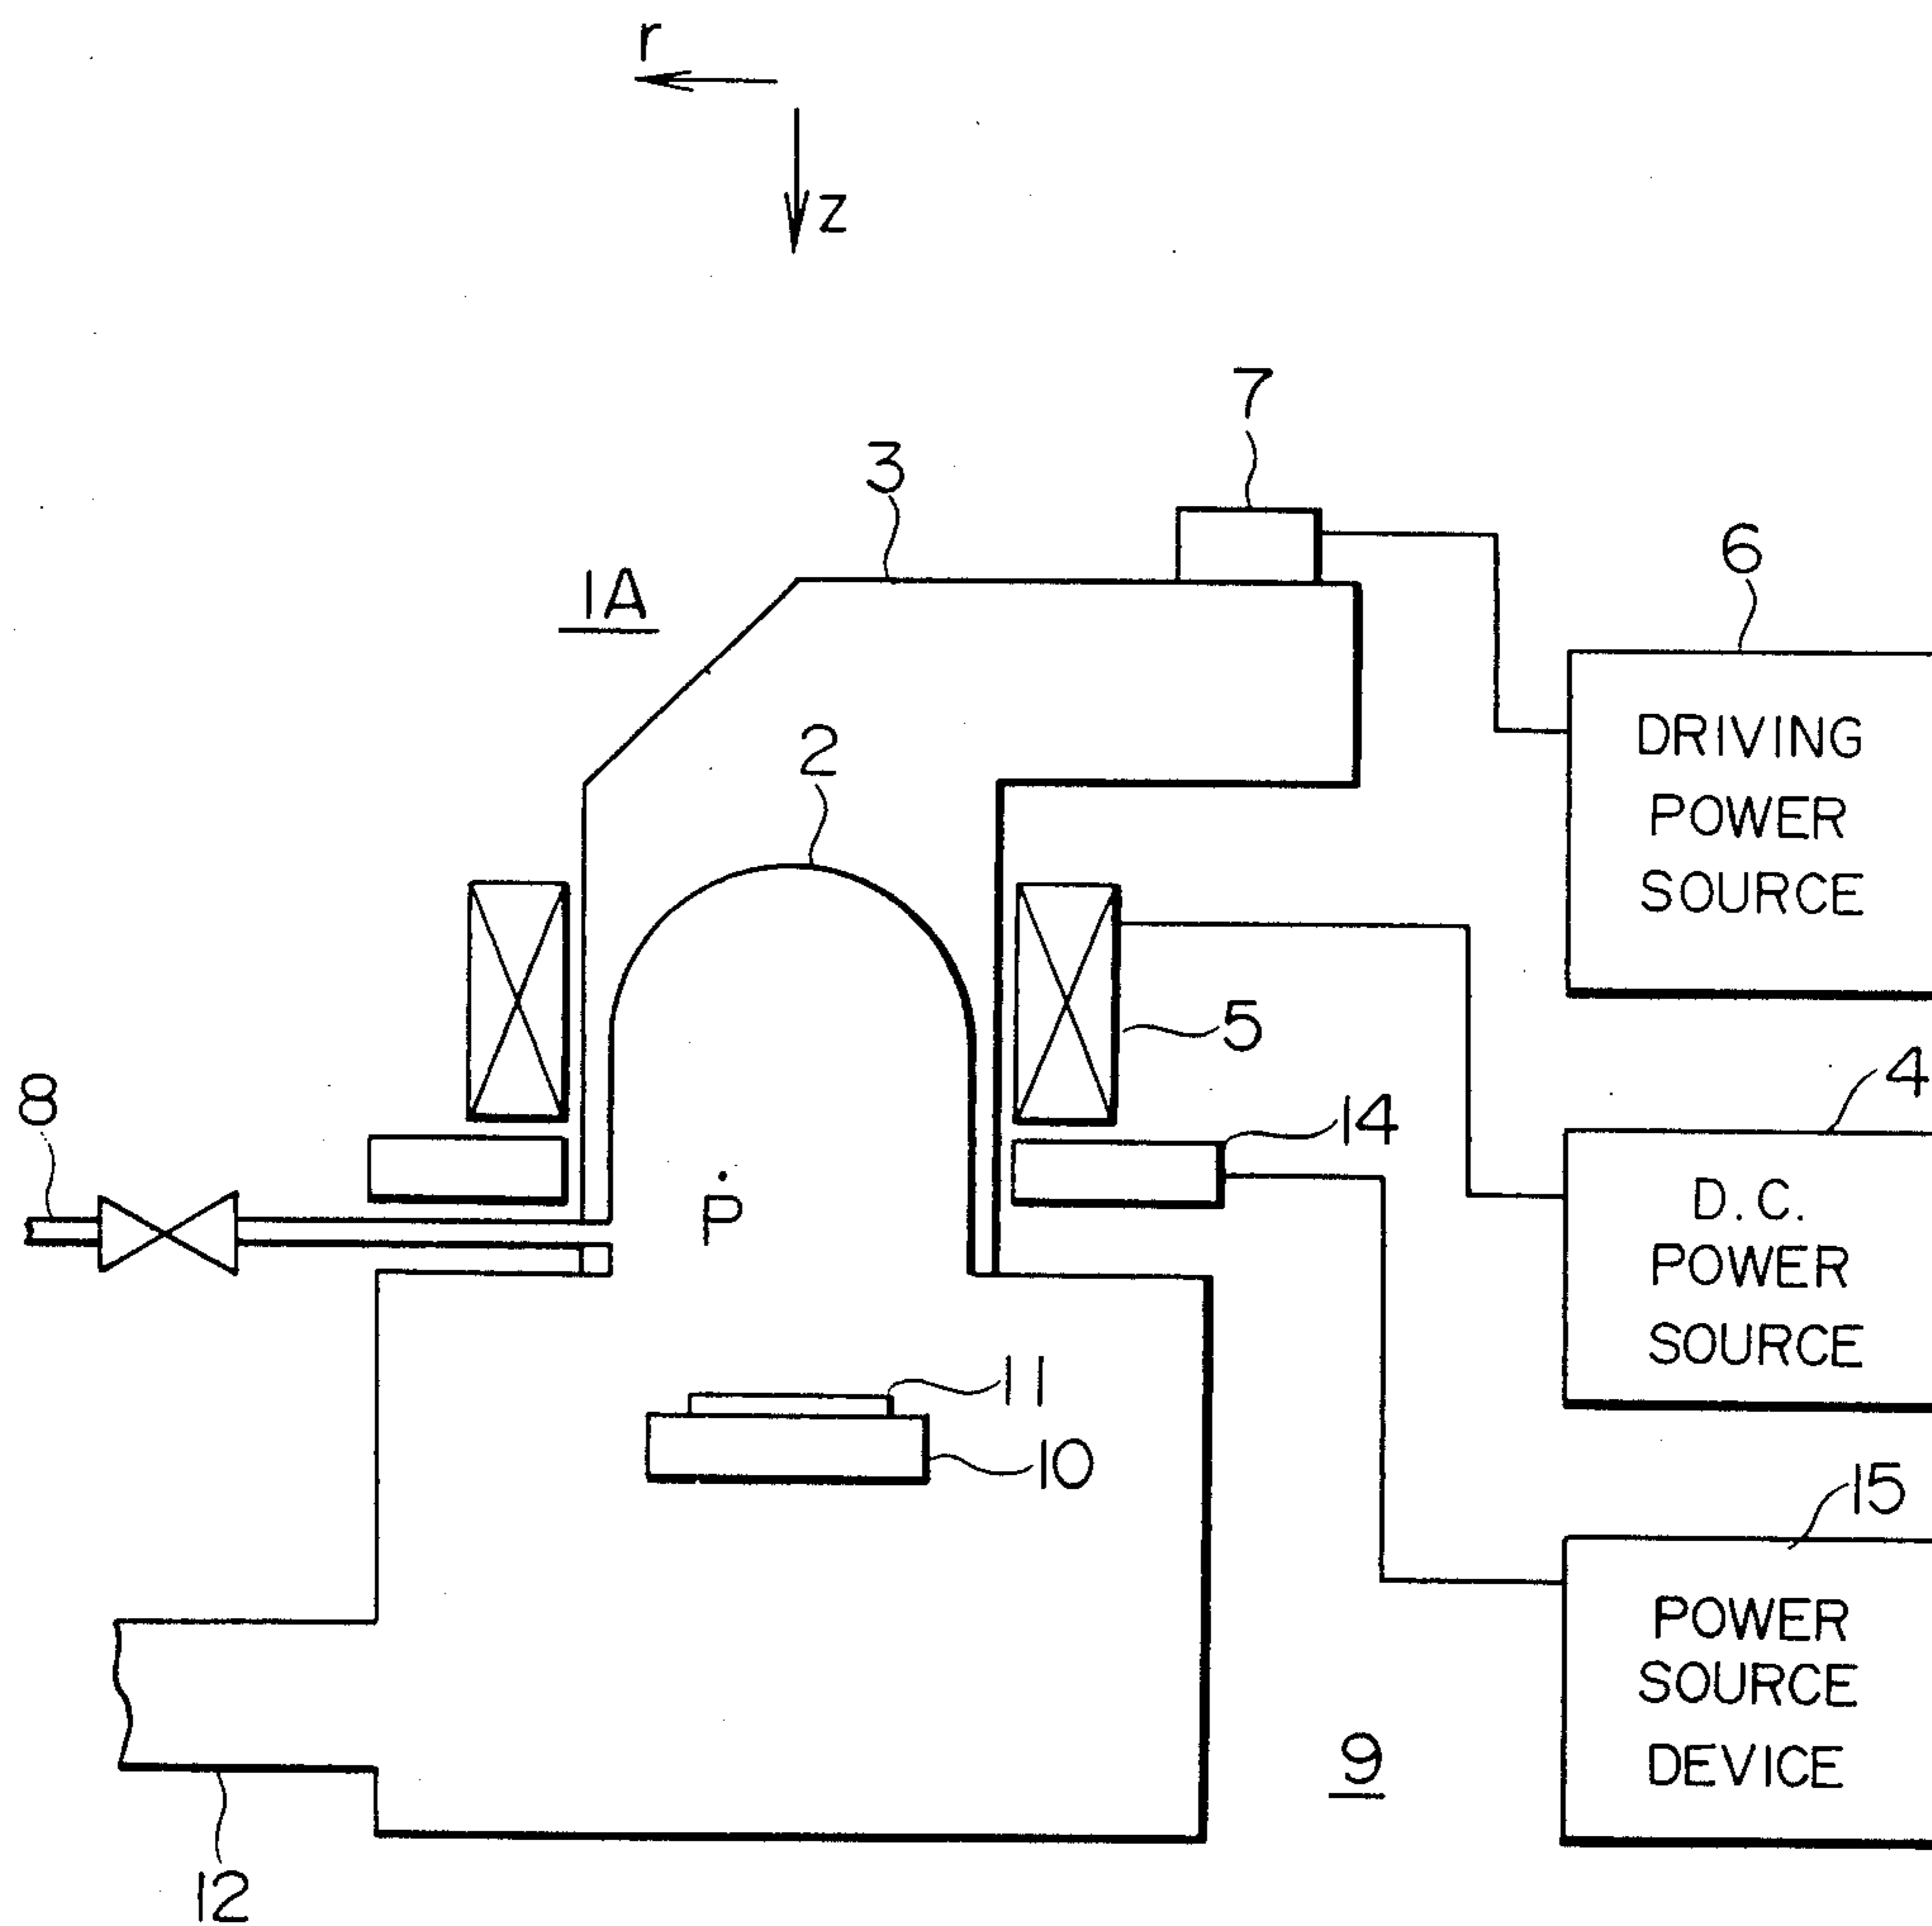 r
z
7
3
6
1A
DRIVING
POWER
SOURCE
2
5
4
8
14
D.C.
POWER
SOURCE
P
11
10
15
POWER
SOURCE
DEVICE
9
12